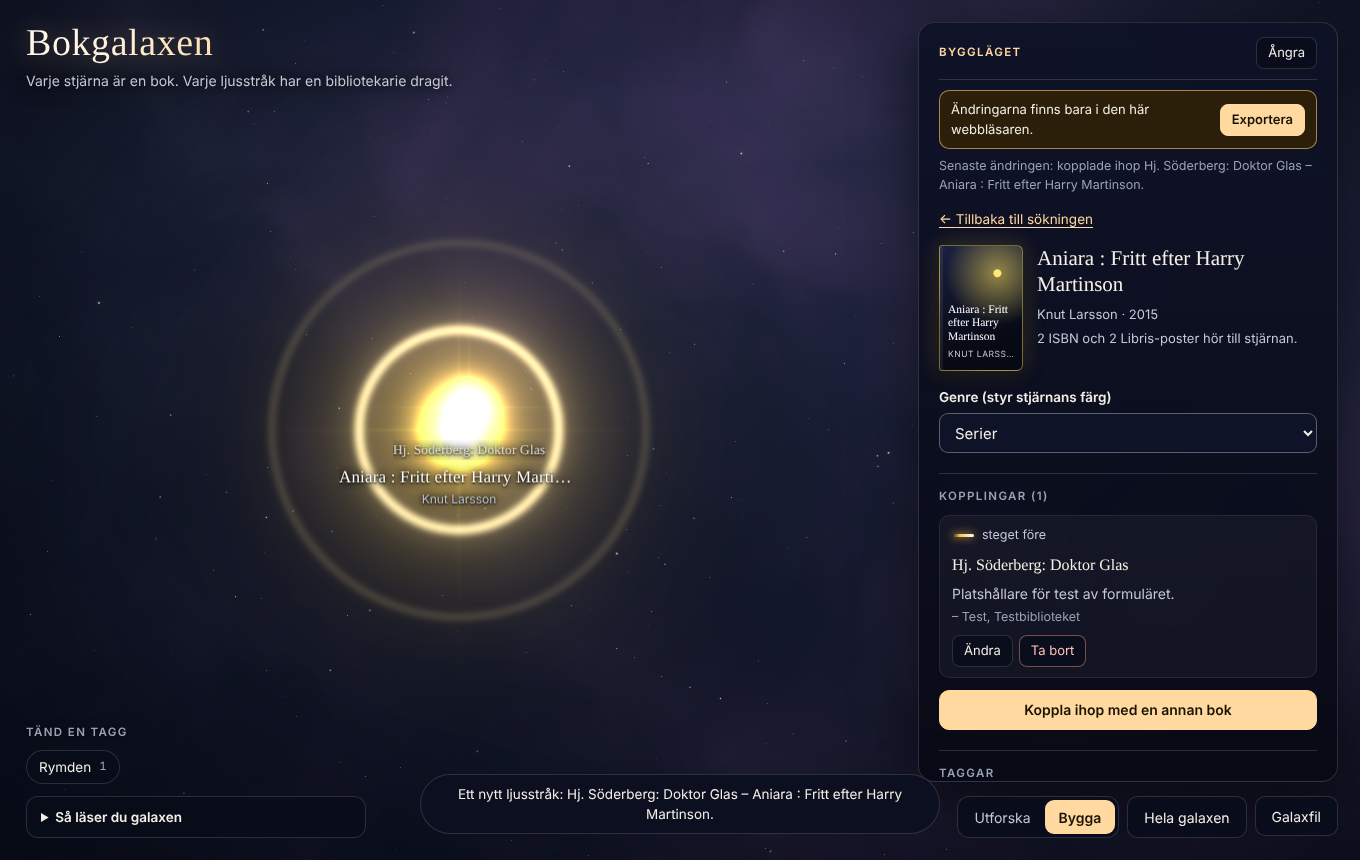 Bokgalaxen
Varje stjärna är en bok. Varje ljusstråk har en bibliotekarie dragit.
BYGGLÄGET
Ångra
Ändringarna finns bara i den här
webbläsaren.
Exportera
Senaste ändringen: kopplade ihop Hj. Söderberg: Doktor Glas –
Aniara : Fritt efter Harry Martinson.
← Tillbaka till sökningen
Aniara : Fritt
efter Harry
Martinson
KNUT LARSS…
Aniara : Fritt efter Harry
Martinson
Knut Larsson · 2015
2 ISBN och 2 Libris-poster hör till stjärnan.
Genre (styr stjärnans färg)
Serier
KOPPLINGAR (1)
steget före
Hj. Söderberg: Doktor Glas
Platshållare för test av formuläret.
– Test, Testbiblioteket
Ändra
Ta bort
Koppla ihop med en annan bok
TAGGAR
Hj. Söderberg: Doktor Glas
Aniara : Fritt efter Harry Marti…
Knut Larsson
TÄND EN TAGG
Rymden 1
Så läser du galaxen
Ett nytt ljusstråk: Hj. Söderberg: Doktor Glas – Aniara : Fritt efter Harry
Martinson.
Utforska
Bygga
Hela galaxen
Galaxfil